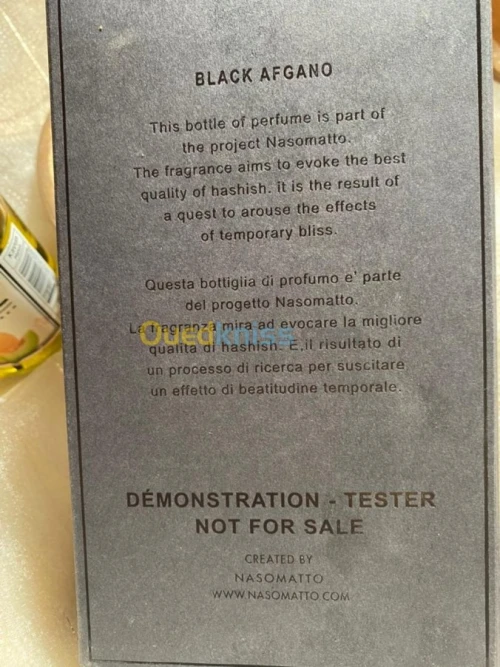 BLACK AFGANO
This bottle of perfume is part of
the project Nasomatto.
The fragrance aims to evoke the best
quality of hashish. it is the result of
a quest to arouse the effects
of temporary bliss.
Questa bottiglia di profumo e' parte
del progetto Nasomatto.
La fragranza mira ad evocare la migliore
Ouedkniss
qualita di hashish. E.il risultato di
un processo di ricerca per suscitare
un effetto di beatitudine temporale.
DÉMONSTRATION - TESTER
NOT FOR SALE
CREATED BY
NASOMATTO
WWW.NASOMATTO.COM